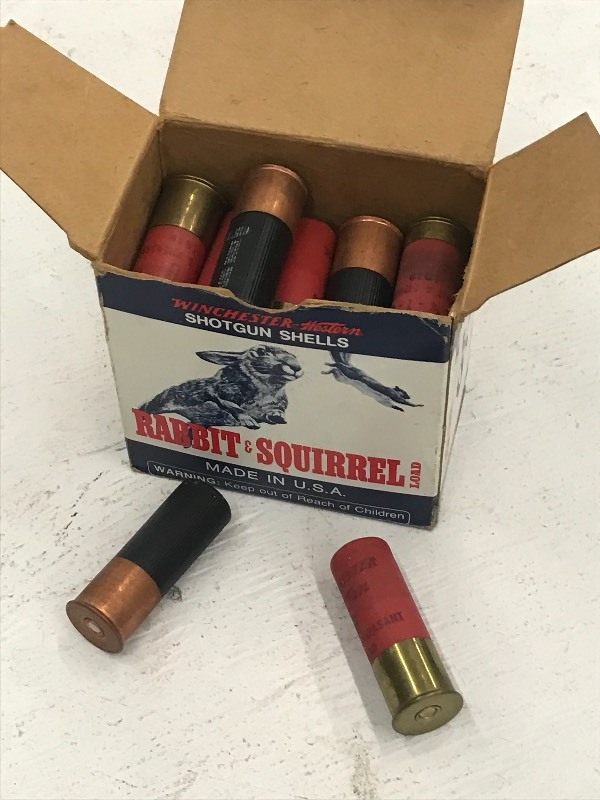 WINCHESTER-Western
SHOTGUN SHELLS
RABBIT & SQUIRREL LOAD
MADE IN U.S.A.
WARNING: Keep out of Reach of Children